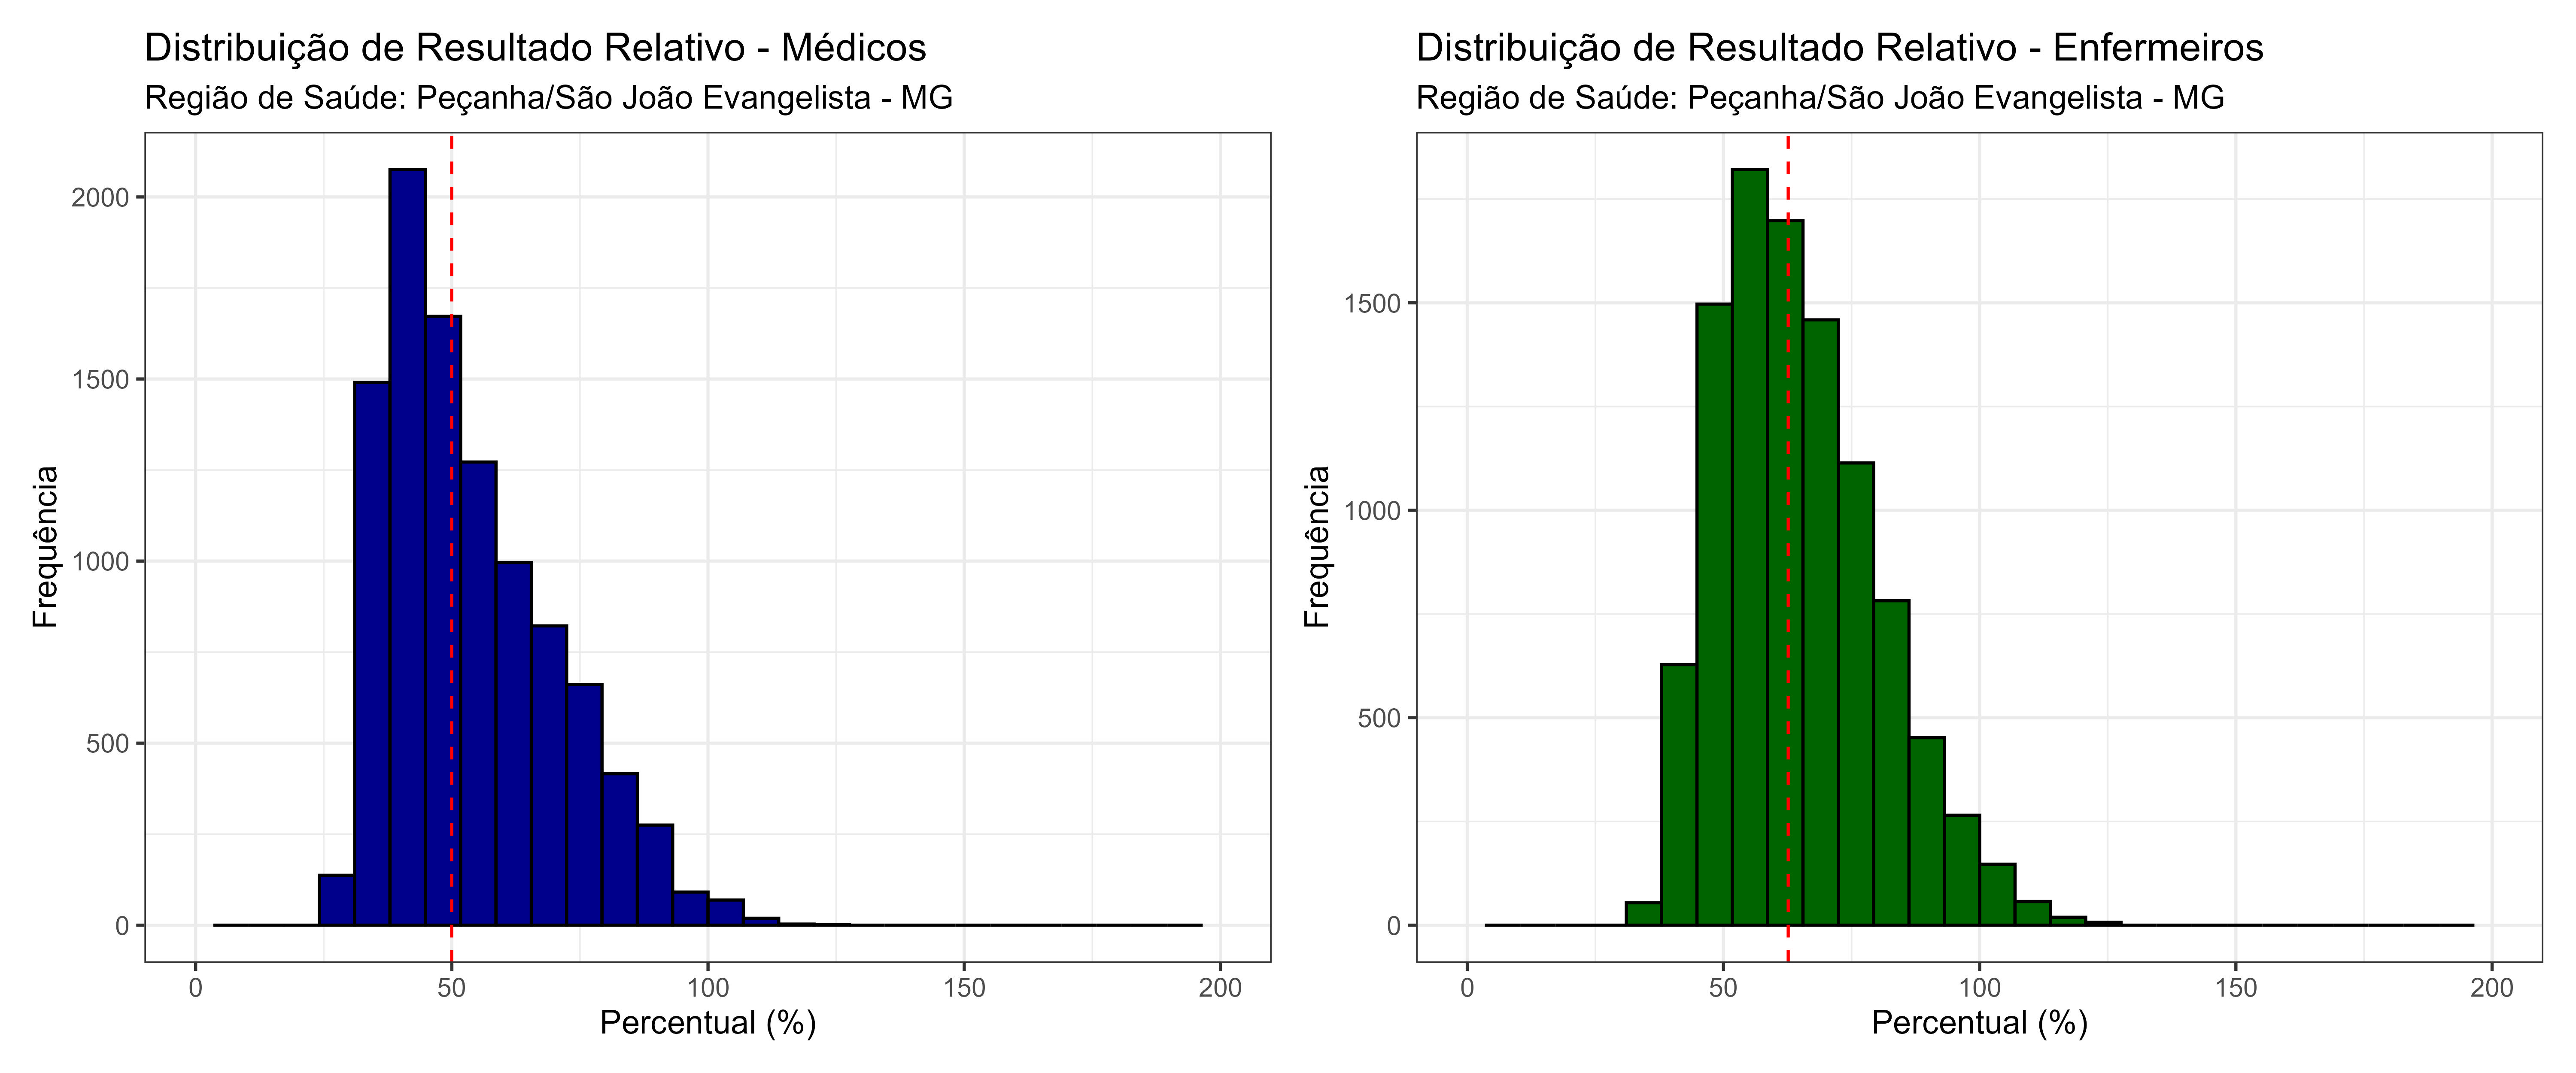 Distribuição de Resultado Relativo - Médicos
Região de Saúde: Peçanha/São João Evangelista - MG
Frequência
2000
1500
1000
500
0
0 50 100 150 200
Percentual (%)
Distribuição de Resultado Relativo - Enfermeiros
Região de Saúde: Peçanha/São João Evangelista - MG
Frequência
1500
1000
500
0
0 50 100 150 200
Percentual (%)